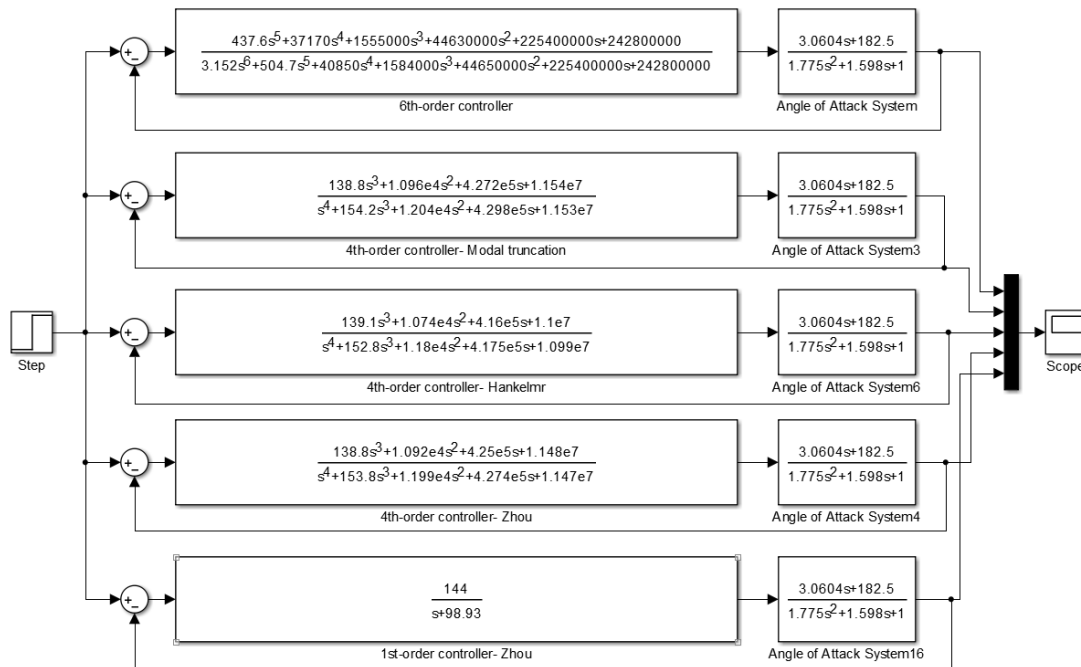 437.6s^5+37170s^4+1555000s^3+44630000s^2+225400000s+242800000
3.152s^6+504.7s^5+40850s^4+1584000s^3+44650000s^2+225400000s+242800000
6th-order controller
3.0604s+182.5
1.775s^2+1.598s+1
Angle of Attack System
138.8s^3+1.096e4s^2+4.272e5s+1.154e7
s^4+154.2s^3+1.204e4s^2+4.298e5s+1.153e7
4th-order controller- Modal truncation
3.0604s+182.5
1.775s^2+1.598s+1
Angle of Attack System3
Step
139.1s^3+1.074e4s^2+4.16e5s+1.1e7
s^4+152.8s^3+1.18e4s^2+4.175e5s+1.099e7
4th-order controller- Hankelmr
3.0604s+182.5
1.775s^2+1.598s+1
Angle of Attack System6
Scope
138.8s^3+1.092e4s^2+4.25e5s+1.148e7
s^4+153.8s^3+1.199e4s^2+4.274e5s+1.147e7
4th-order controller- Zhou
3.0604s+182.5
1.775s^2+1.598s+1
Angle of Attack System4
144
s+98.93
1st-order controller- Zhou
3.0604s+182.5
1.775s^2+1.598s+1
Angle of Attack System16